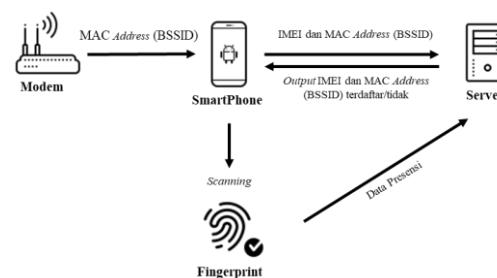 MAC Address (BSSID)
IMEI dan MAC Address (BSSID)
Output IMEI dan MAC Address
(BSSID) terdaftar/tidak
Modem
SmartPhone
Server
Scanning
Data Presensi
Fingerprint